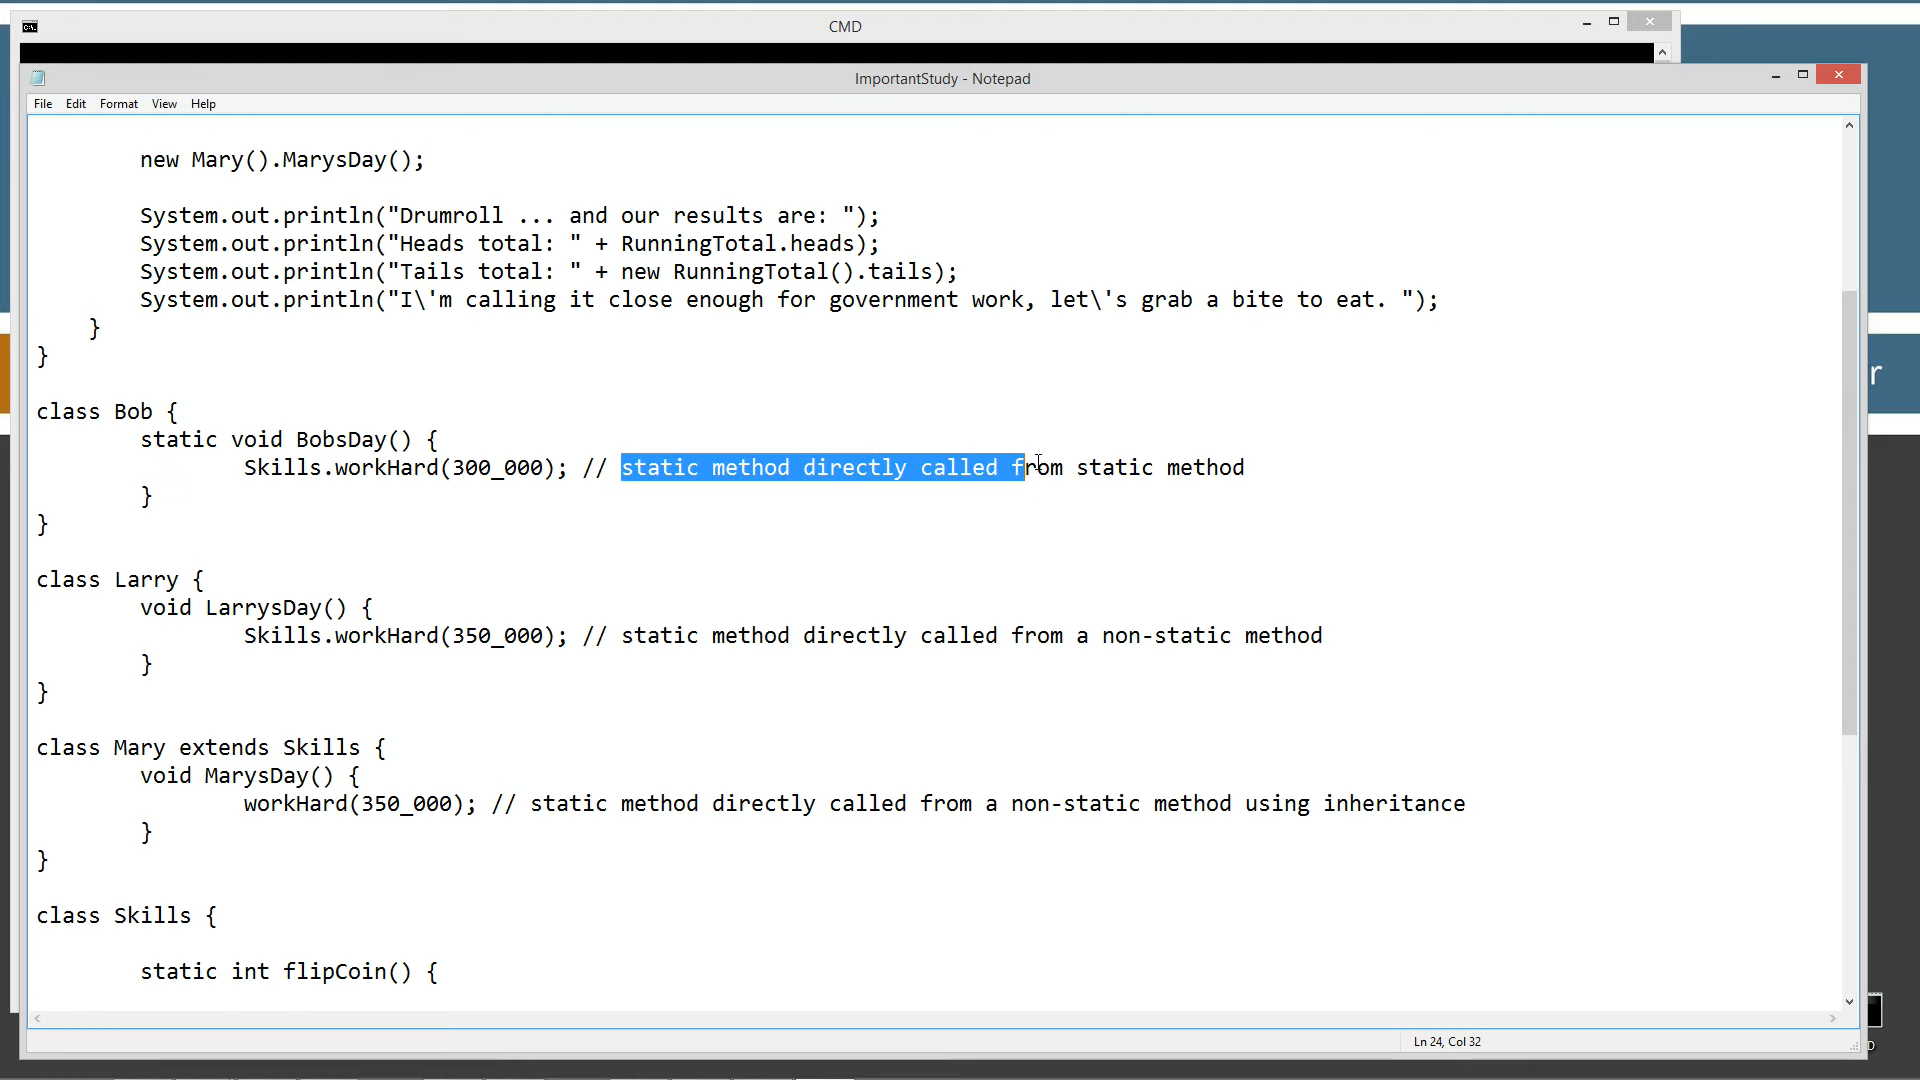 CMD
ImportantStudy - Notepad
File Edit Format View Help
new Mary().MarysDay();
System.out.println("Drumroll ... and our results are: ");
System.out.println("Heads total: " + RunningTotal.heads);
System.out.println("Tails total: " + new RunningTotal().tails);
System.out.println("I\'m calling it close enough for government work, let\'s grab a bite to eat. ");
}
}
class Bob {
static void BobsDay() {
Skills.workHard(300_000); // static method directly called from static method
}
}
class Larry {
void LarrysDay() {
Skills.workHard(350_000); // static method directly called from a non-static method
}
}
class Mary extends Skills {
void MarysDay() {
workHard(350_000); // static method directly called from a non-static method using inheritance
}
}
class Skills {
static int flipCoin() {
Ln 24, Col 32